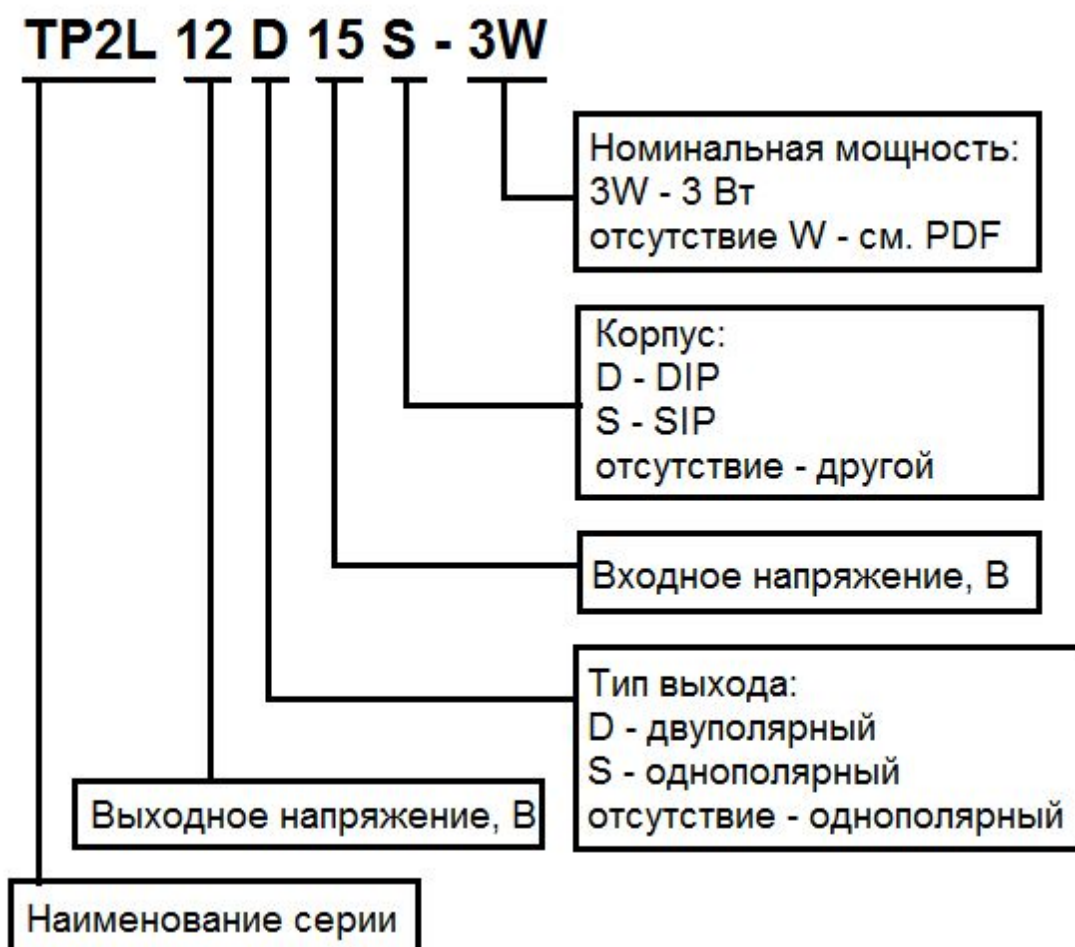 TP2L 12 D 15 S - 3W
Номинальная мощность:
3W - 3 Вт
отсутствие W - см. PDF
Корпус:
D - DIP
S - SIP
отсутствие - другой
Входное напряжение, В
Тип выхода:
D - двуполярный
S - однополярный
отсутствие - однополярный
Выходное напряжение, В
Наименование серии